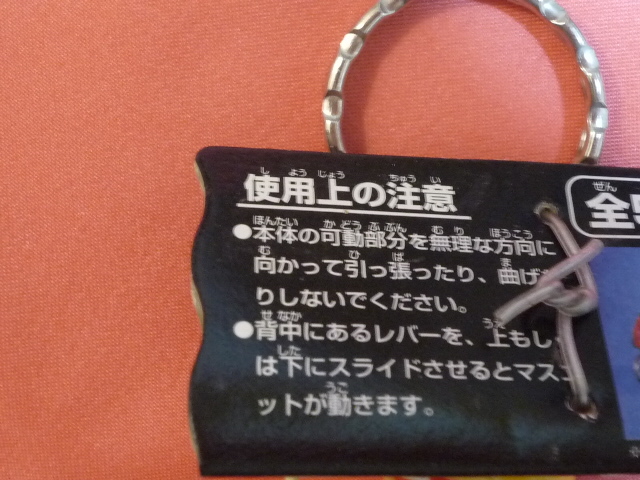 使用上の注意
●本体の可動部分を無理な方向に
向かって引っ張ったり、曲げ
りしないでください。
●背中にあるレバーを、上もし
は下にスライドさせるとマスコ
ットが動きます。
全